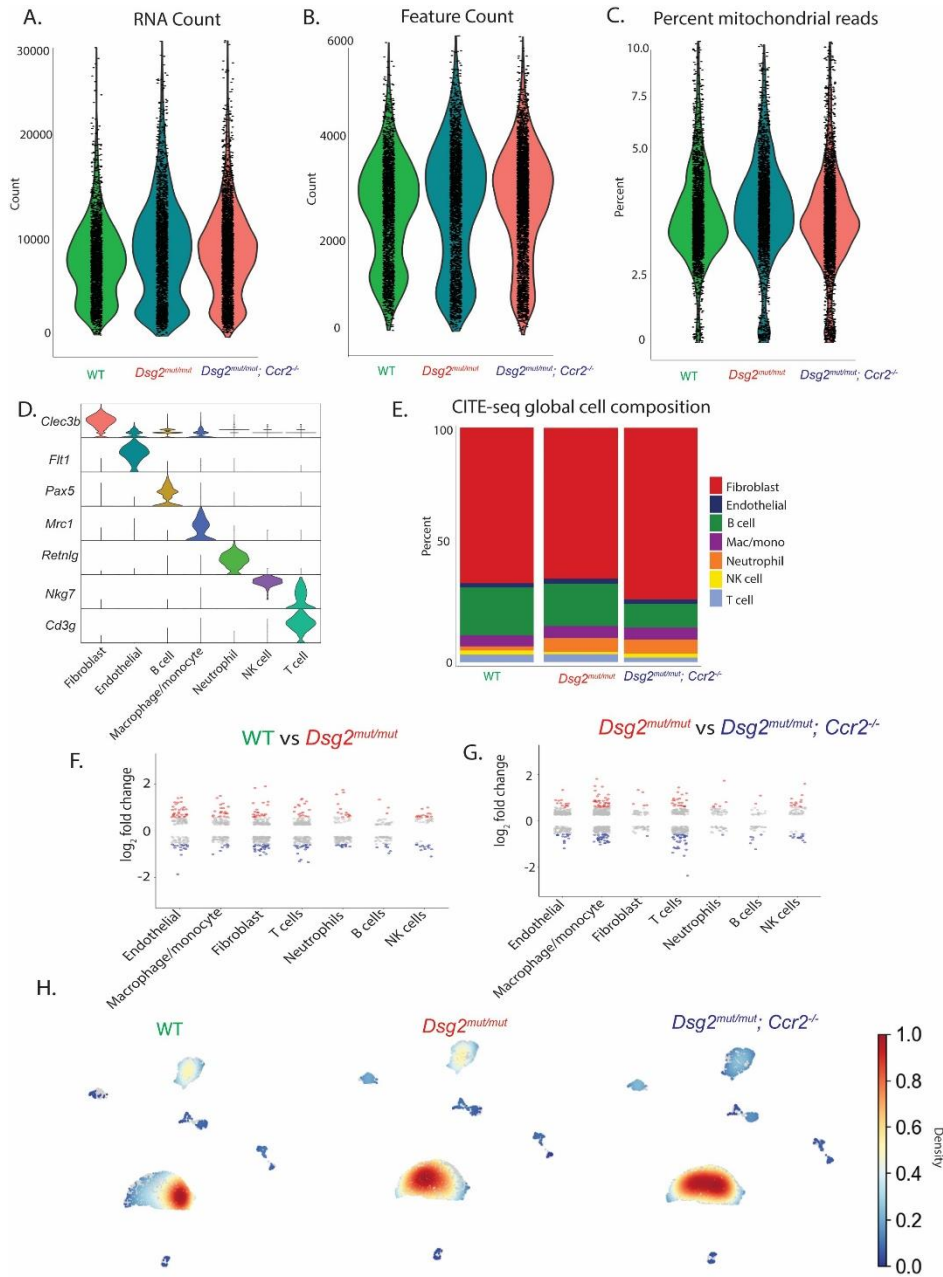 A.
RNA Count
30000
20000
10000
0
Count
WT
Dsg2mut/mut
Dsg2mut/mut; Ccr2-/-
B.
Feature Count
6000
4000
2000
0
Count
WT
Dsg2mut/mut
Dsg2mut/mut; Ccr2-/-
C.
Percent mitochondrial reads
10.0
7.5
5.0
2.5
0
Percent
WT
Dsg2mut/mut
Dsg2mut/mut; Ccr2-/-
D.
Clec3b
Flt1
Pax5
Mrc1
Retnlg
Nkg7
Cd3g
Fibroblast
Endothelial
B cell
Macrophage/monocyte
Neutrophil
NK cell
T cell
E.
CITE-seq global cell composition
100
50
0
Percent
WT
Dsg2mut/mut
Dsg2mut/mut; Ccr2-/-
Fibroblast
Endothelial
B cell
Mac/mono
Neutrophil
NK cell
T cell
WT vs Dsg2mut/mut
F.
log2 fold change
2
0
-2
Endothelial
Macrophage/monocyte
Fibroblast
T cells
Neutrophils
B cells
NK cells
Dsg2mut/mut vs Dsg2mut/mut; Ccr2-/-
G.
log2 fold change
2
0
-2
Endothelial
Macrophage/monocyte
Fibroblast
T cells
Neutrophils
B cells
NK cells
H.
WT
Dsg2mut/mut
Dsg2mut/mut; Ccr2-/-
1.0
0.8
0.6
0.4
0.2
0.0
Density